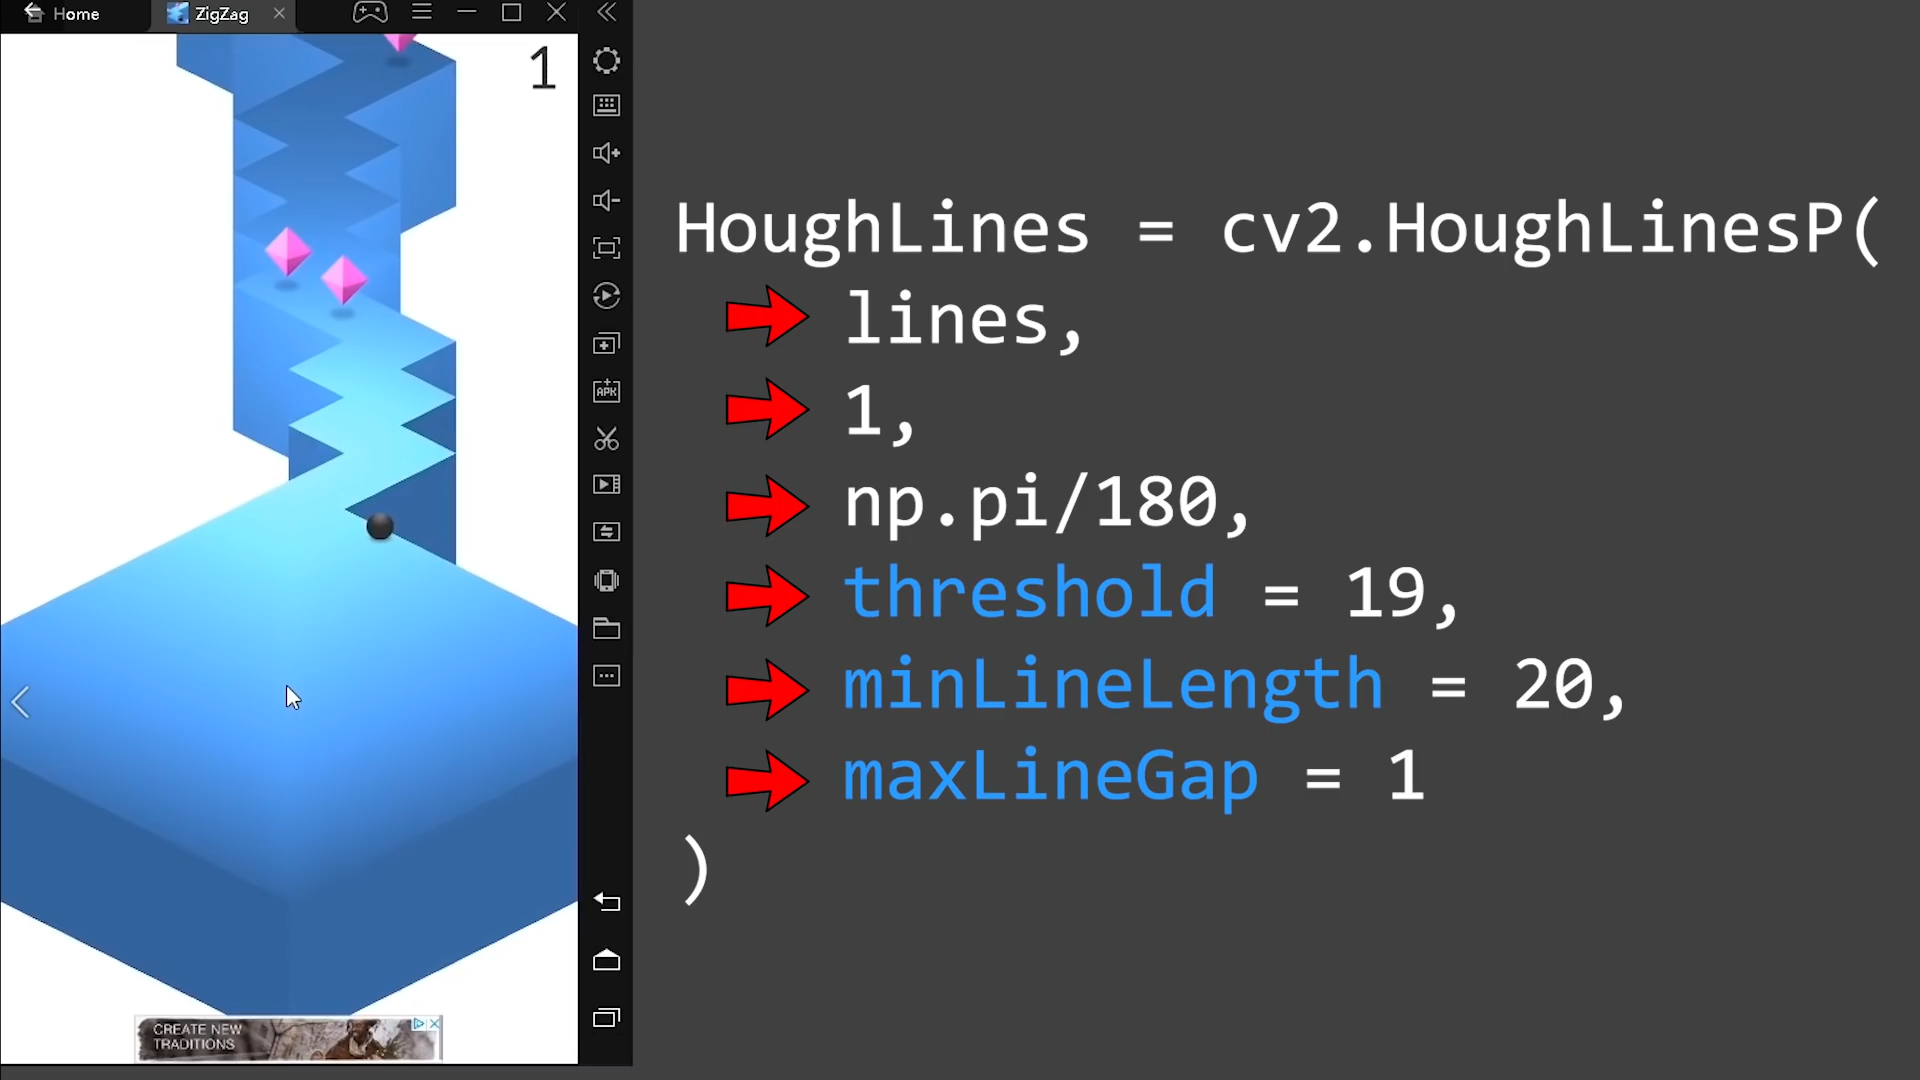 Home
ZigZag
1
APK
CREATE NEW
TRADITIONS
HoughLines = cv2.HoughLinesP(
lines,
1,
np.pi/180,
threshold = 19,
minLineLength = 20,
maxLineGap = 1
)